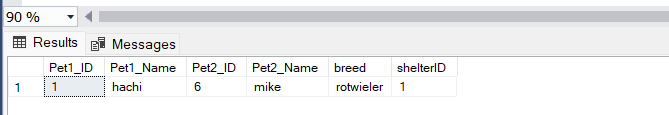 90 %
Results Messages
Pet1_ID Pet1_Name Pet2_ID Pet2_Name breed shelterID
1 1 hachi 6 mike rotwieler 1